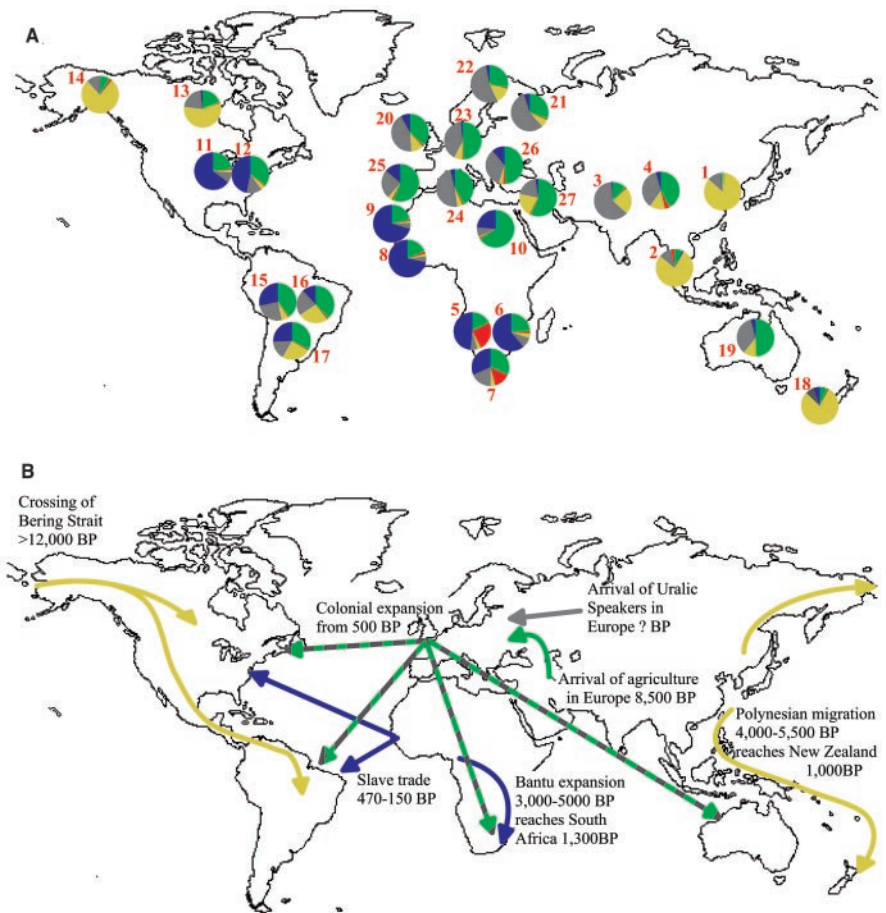 A
14
13
22
21
20
23
11
12
26
25
3
4
1
24
27
9
10
2
8
15
16
5
6
19
17
7
18
B
Crossing of
Bering Strait
>12,000 BP
Colonial expansion
from 500 BP
Arrival of Uralic
Speakers in
Europe ? BP
Arrival of agriculture
in Europe 8,500 BP
Polynesian migration
4,000-5,500 BP
reaches New Zealand
1,000BP
Slave trade
470-150 BP
Bantu expansion
3,000-5000 BP
reaches South
Africa 1,300BP